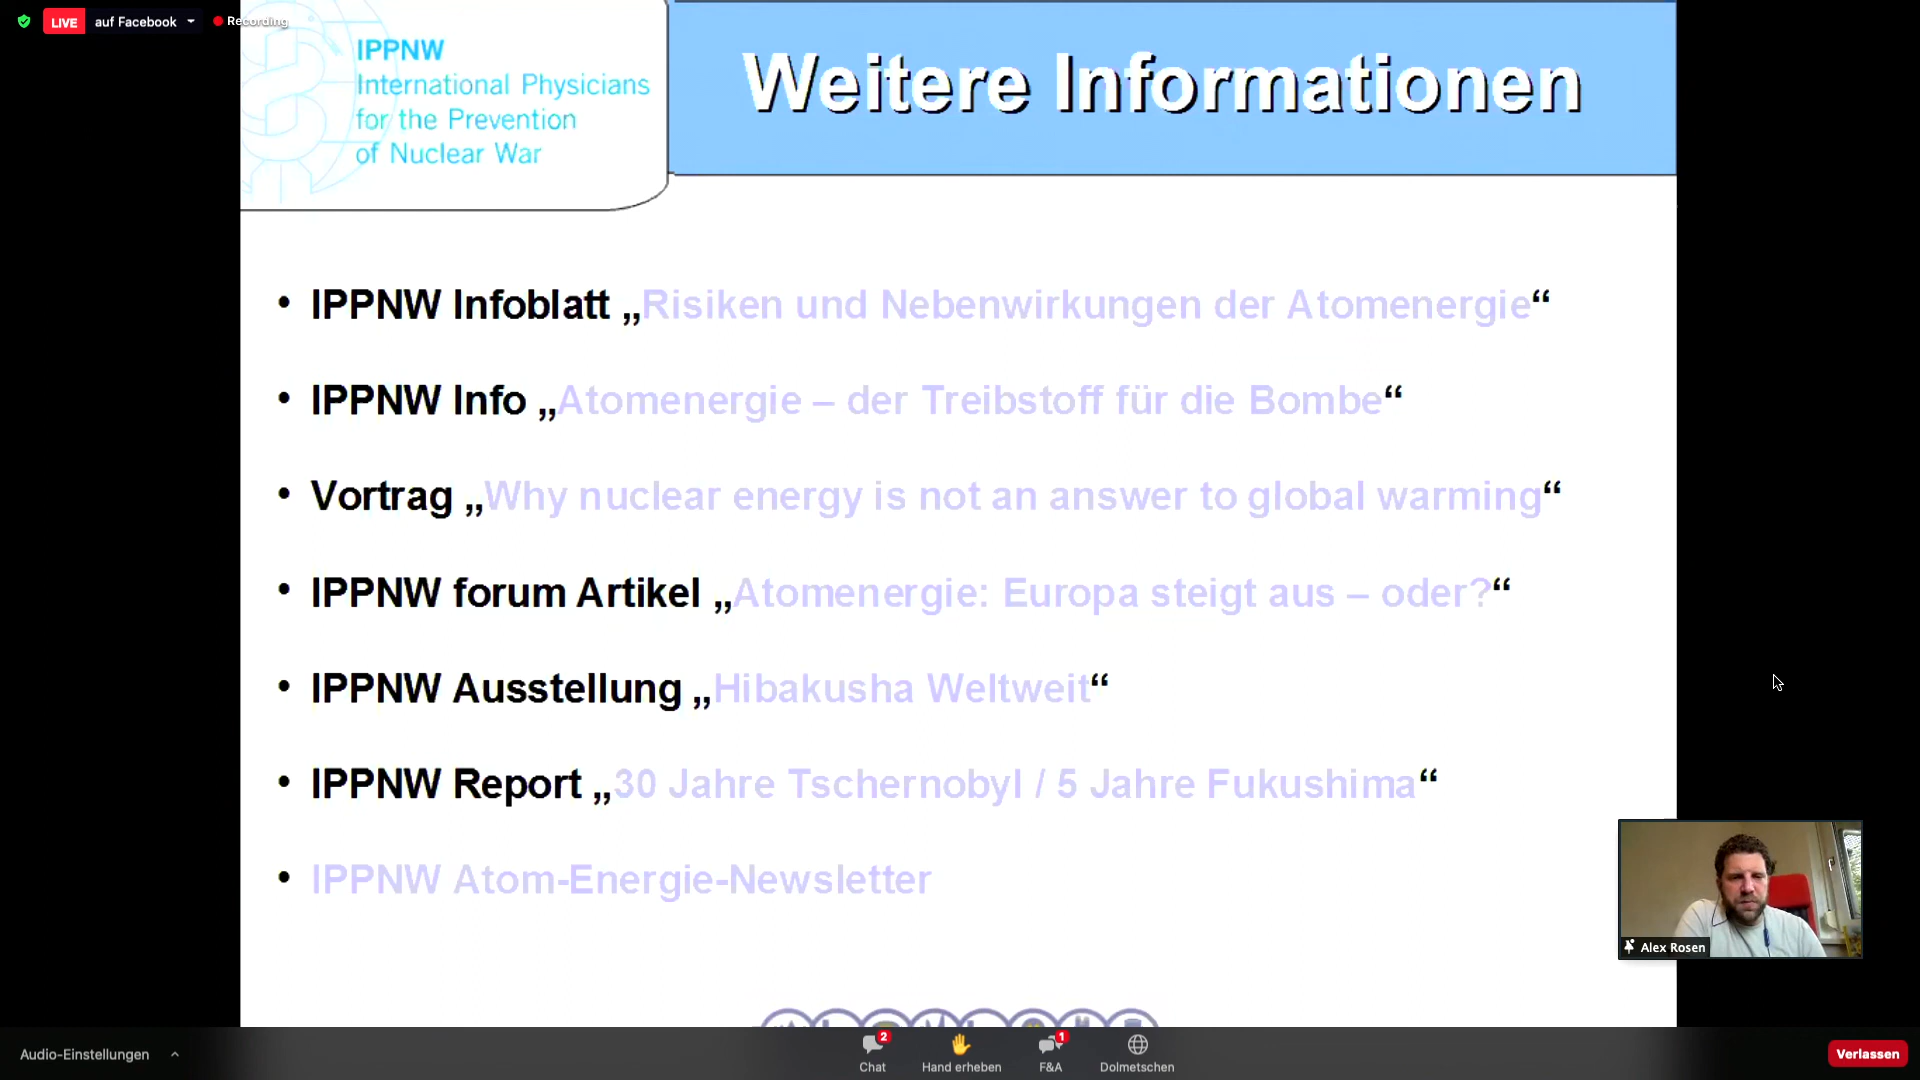 LIVE auf Facebook Recording
IPPNW
International Physicians
for the Prevention
of Nuclear War
Weitere Informationen
• IPPNW Infoblatt „Risiken und Nebenwirkungen der Atomenergie“
• IPPNW Info „Atomenergie – der Treibstoff für die Bombe“
• Vortrag „Why nuclear energy is not an answer to global warming“
• IPPNW forum Artikel „Atomenergie: Europa steigt aus – oder?“
• IPPNW Ausstellung „Hibakusha Weltweit“
• IPPNW Report „30 Jahre Tschernobyl / 5 Jahre Fukushima“
• IPPNW Atom-Energie-Newsletter
Alex Rosen
Audio-Einstellungen
2
Chat
Hand erheben
1
F&A
Dolmetschen
Verlassen